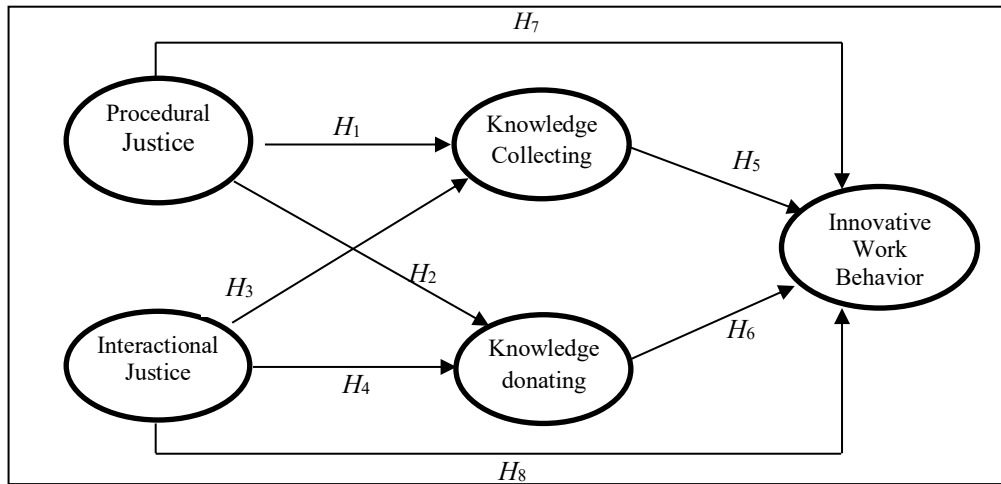 H7
Procedural
Justice
H1
Knowledge
Collecting
H5
Innovative
Work
Behavior
H3
H2
Interactional
Justice
H4
Knowledge
donating
H6
H8